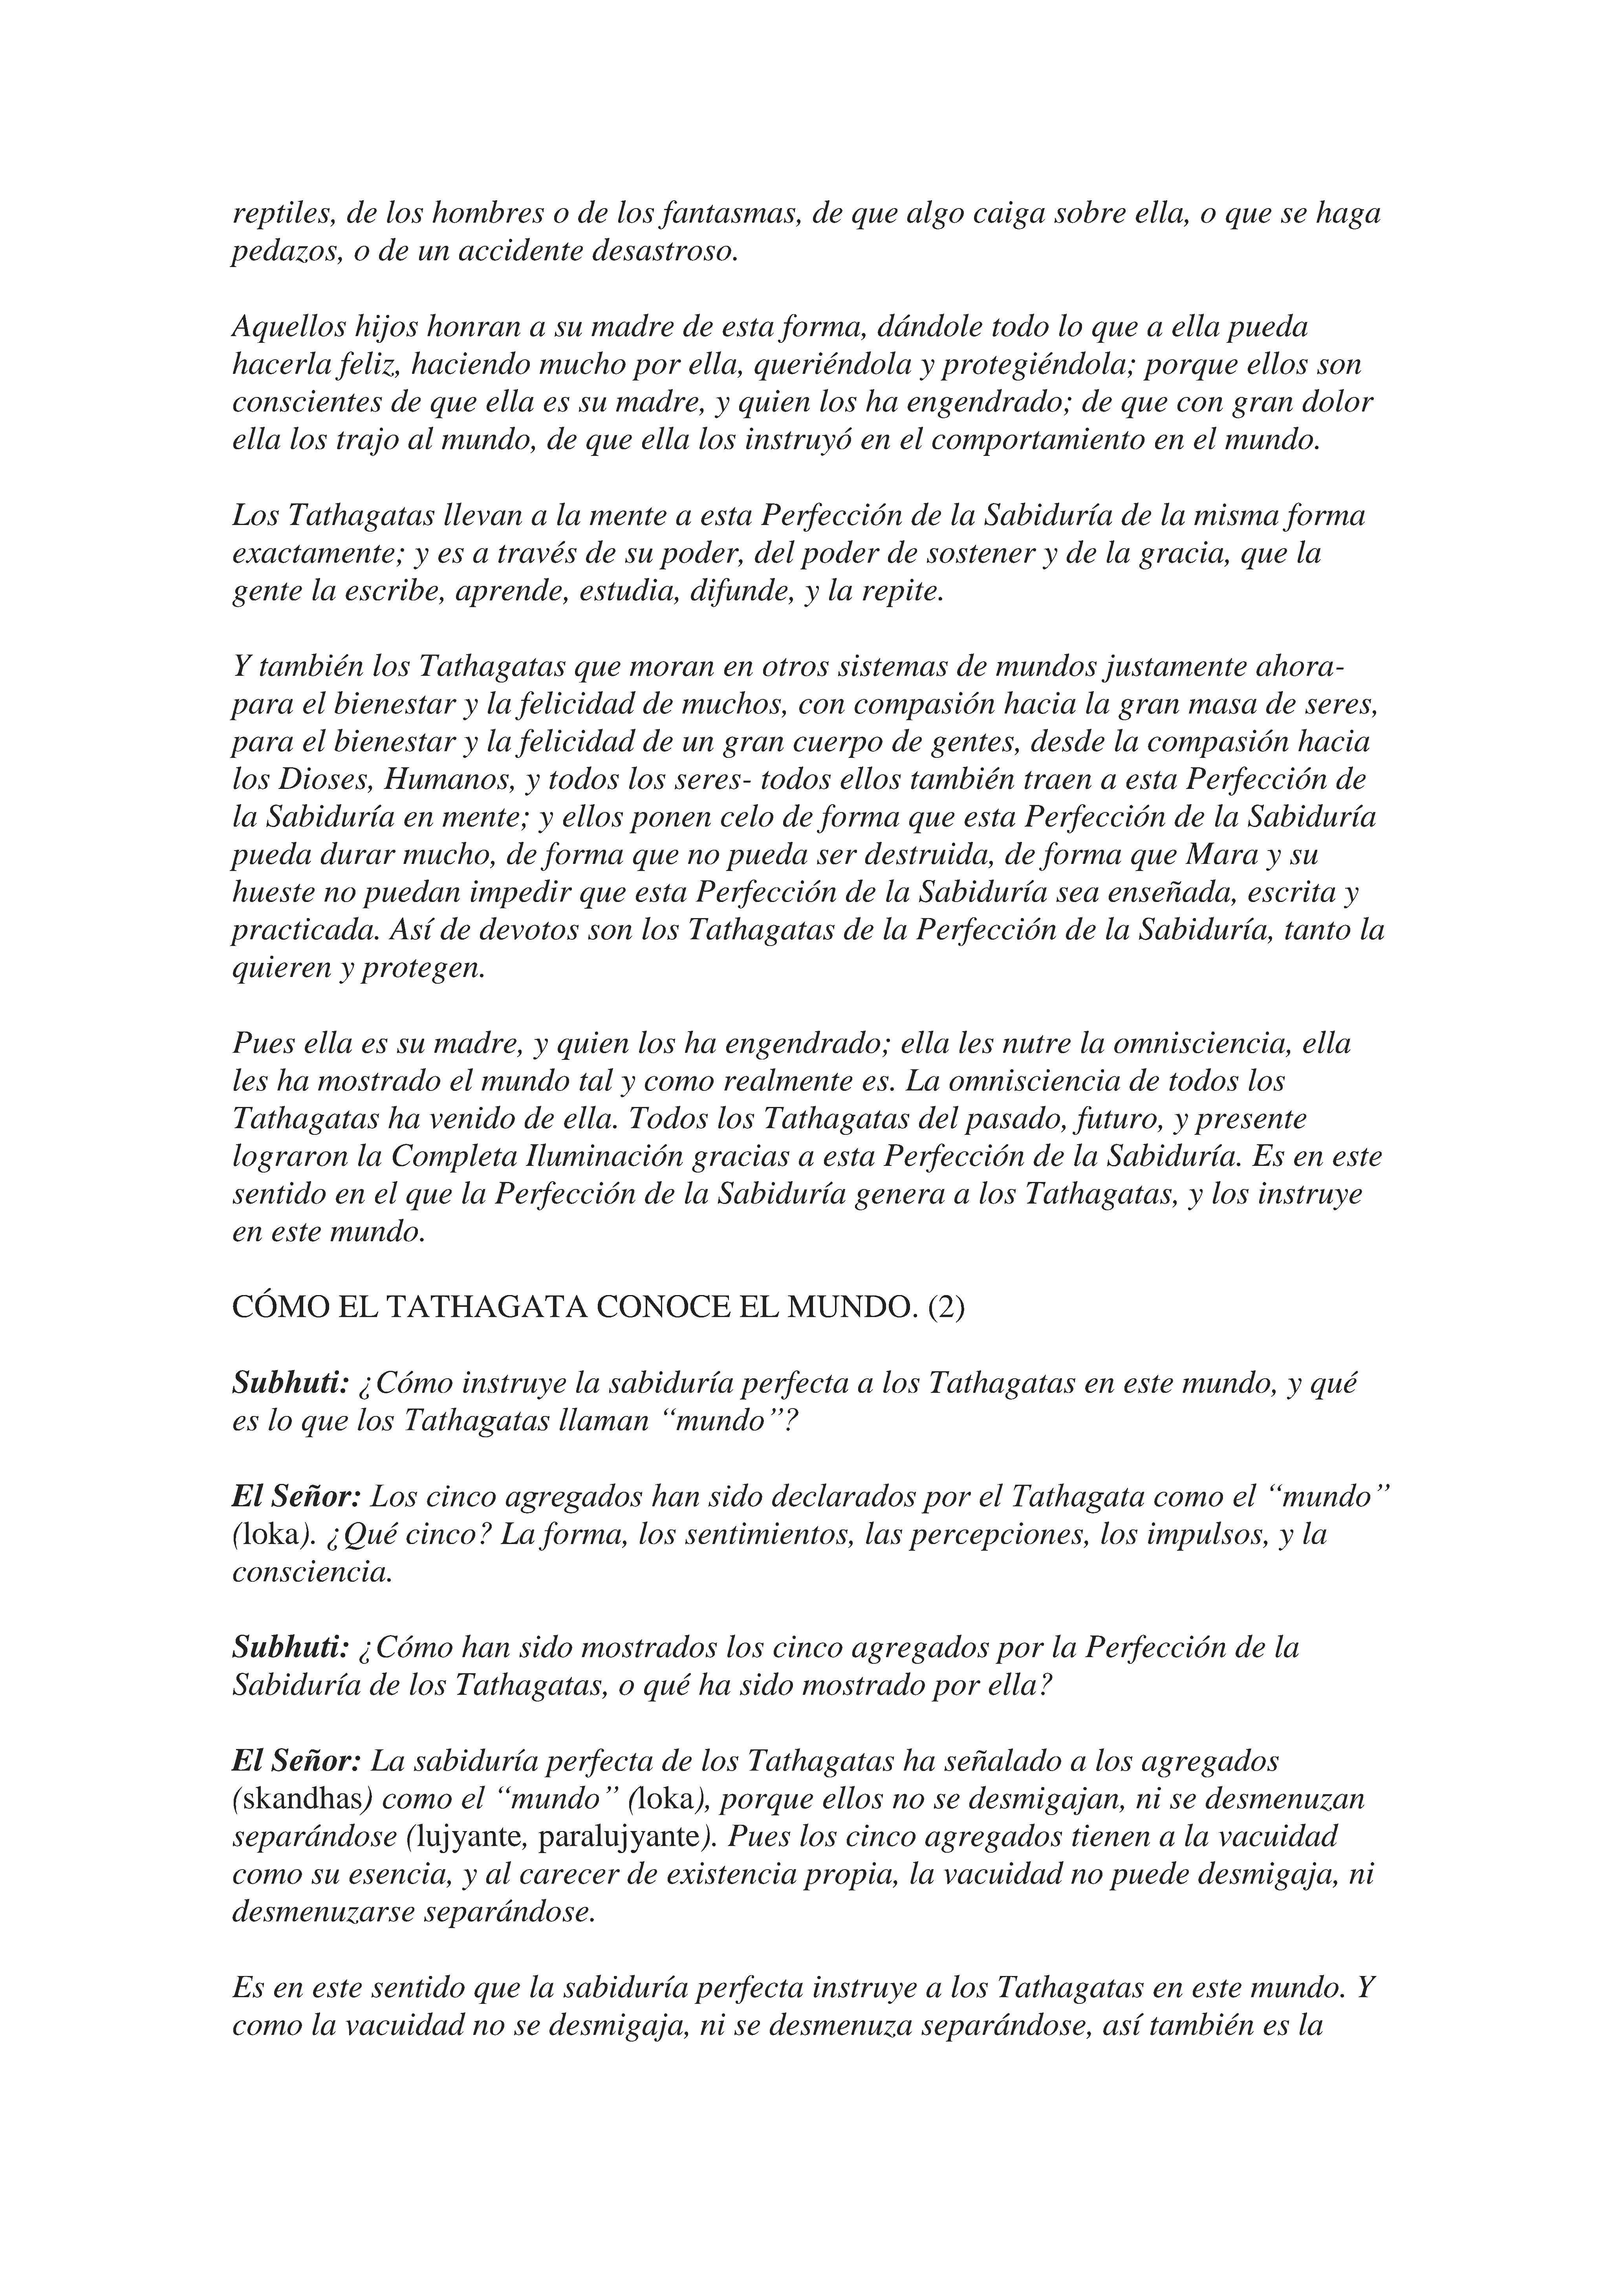 reptiles, de los hombres o de los fantasmas, de que algo caiga sobre ella, o que se haga
pedazos, o de un accidente desastroso.
Aquellos hijos honran a su madre de esta forma, dándole todo lo que a ella pueda
hacerla feliz, haciendo mucho por ella, queriéndola y protegiéndola; porque ellos son
conscientes de que ella es su madre, y quien los ha engendrado; de que con gran dolor
ella los trajo al mundo, de que ella los instruyó en el comportamiento en el mundo.
Los Tathagatas llevan a la mente a esta Perfección de la Sabiduría de la misma forma
exactamente; y es a través de su poder, del poder de sostener y de la gracia, que la
gente la escribe, aprende, estudia, difunde, y la repite.
Y también los Tathagatas que moran en otros sistemas de mundos justamente ahora-
para el bienestar y la felicidad de muchos, con compasión hacia la gran masa de seres,
para el bienestar y la felicidad de un gran cuerpo de gentes, desde la compasión hacia
los Dioses, Humanos, y todos los seres- todos ellos también traen a esta Perfección de
la Sabiduría en mente; y ellos ponen celo de forma que esta Perfección de la Sabiduría
pueda durar mucho, de forma que no pueda ser destruida, de forma que Mara y su
hueste no puedan impedir que esta Perfección de la Sabiduría sea enseñada, escrita y
practicada. Así de devotos son los Tathagatas de la Perfección de la Sabiduría, tanto la
quieren y protegen.
Pues ella es su madre, y quien los ha engendrado; ella les nutre la omnisciencia, ella
les ha mostrado el mundo tal y como realmente es. La omnisciencia de todos los
Tathagatas ha venido de ella. Todos los Tathagatas del pasado, futuro, y presente
lograron la Completa Iluminación gracias a esta Perfección de la Sabiduría. Es en este
sentido en el que la Perfección de la Sabiduría genera a los Tathagatas, y los instruye
en este mundo.
CÓMO EL TATHAGATA CONOCE EL MUNDO. (2)
Subhuti: ¿Cómo instruye la sabiduría perfecta a los Tathagatas en este mundo, y qué
es lo que los Tathagatas llaman “mundo”?
El Señor: Los cinco agregados han sido declarados por el Tathagata como el “mundo”
(loka). ¿Qué cinco? La forma, los sentimientos, las percepciones, los impulsos, y la
consciencia.
Subhuti: ¿Cómo han sido mostrados los cinco agregados por la Perfección de la
Sabiduría de los Tathagatas, o qué ha sido mostrado por ella?
El Señor: La sabiduría perfecta de los Tathagatas ha señalado a los agregados
(skandhas) como el “mundo” (loka), porque ellos no se desmigajan, ni se desmenuzan
separándose (lujyante, paralujyante). Pues los cinco agregados tienen a la vacuidad
como su esencia, y al carecer de existencia propia, la vacuidad no puede desmigaja, ni
desmenuzarse separándose.
Es en este sentido que la sabiduría perfecta instruye a los Tathagatas en este mundo. Y
como la vacuidad no se desmigaja, ni se desmenuza separándose, así también es la